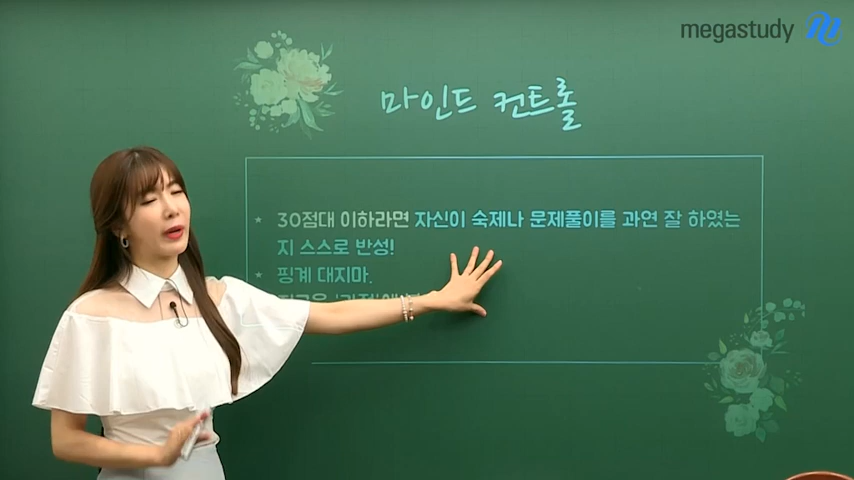 megastudy
마인드 컨트롤
★ 30점대 이하라면 자신이 숙제나 문제풀이를 과연 잘 하였는
지 스스로 반성!
★ 핑계 대지마.